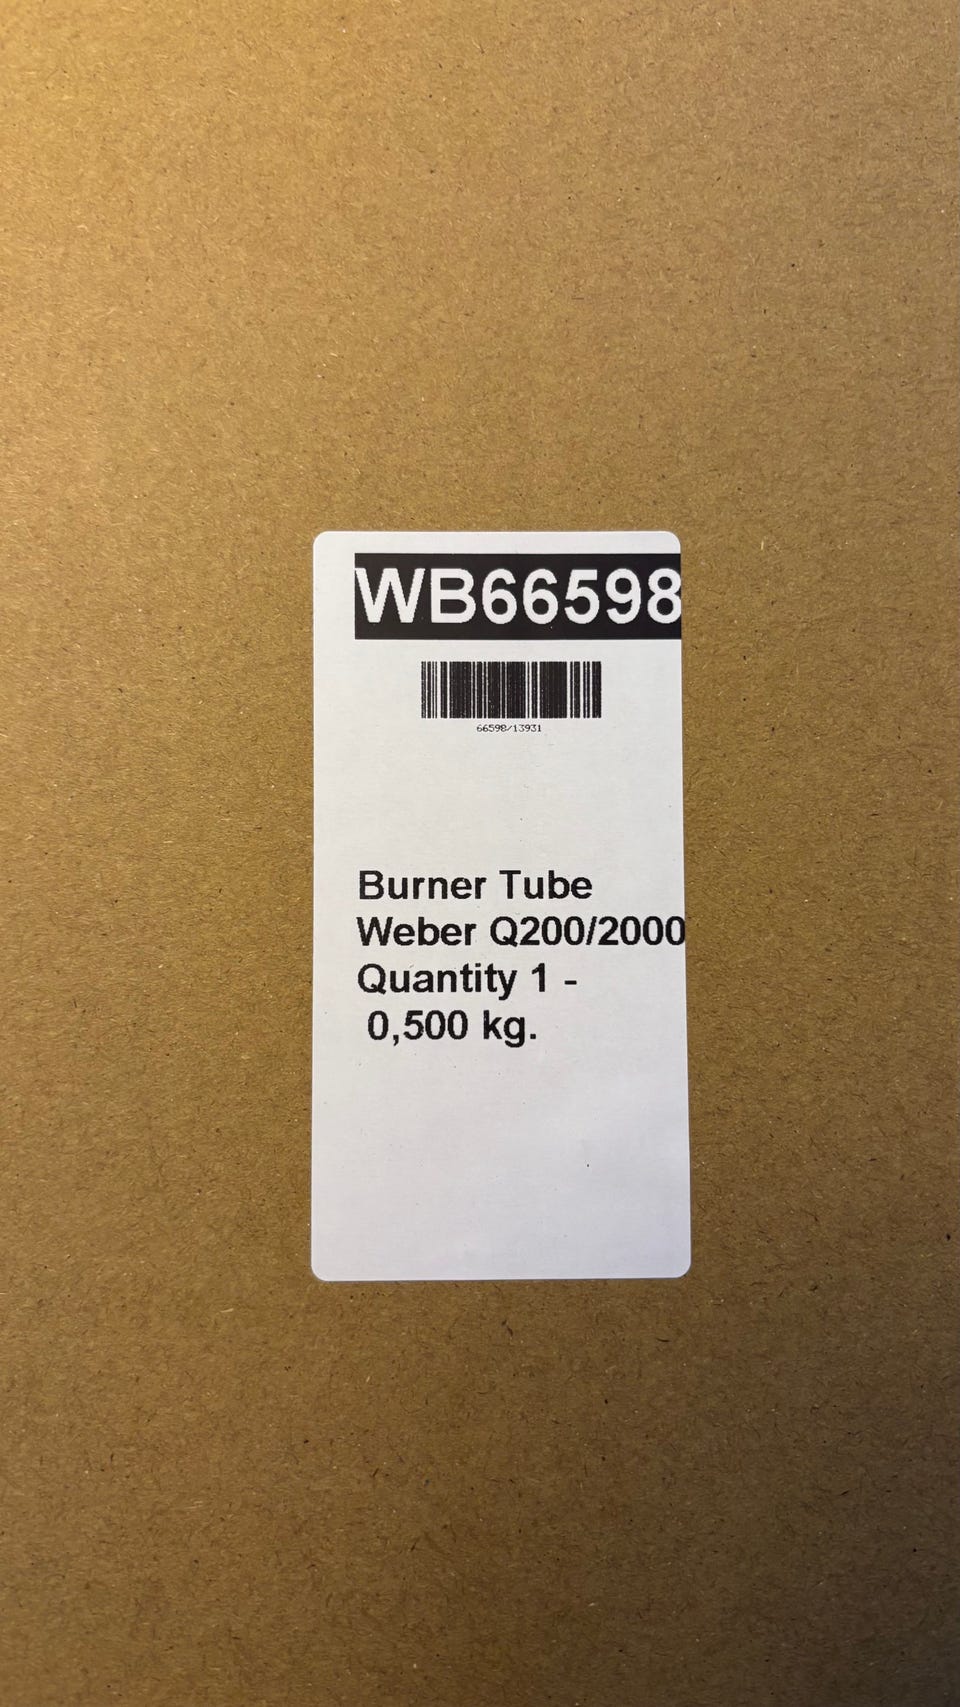 WB66598
66598/13931
Burner Tube
Weber Q200/2000
Quantity 1 -
0,500 kg.